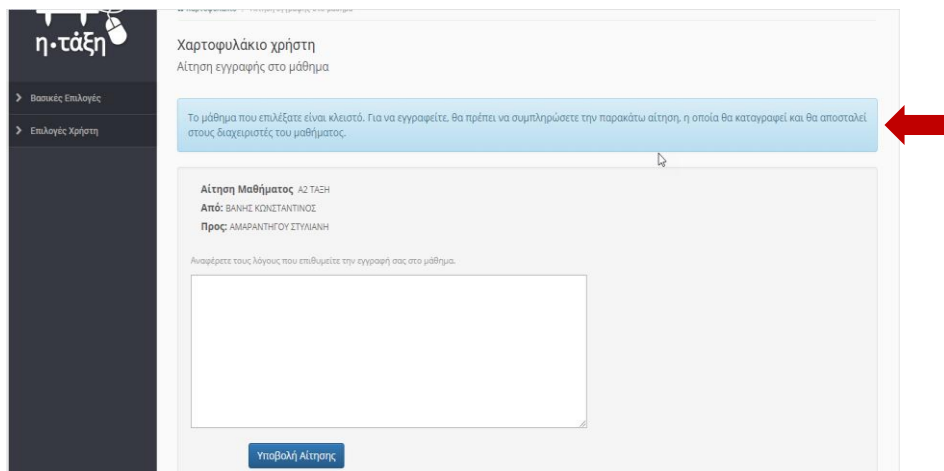 η·τάξη
Χαρτοφυλάκιο χρήστη
Αίτηση εγγραφής στο μάθημα
Βασικές Επιλογές
Επιλογές Χρήστη
Το μάθημα που επιλέξατε είναι κλειστό. Για να εγγραφείτε, θα πρέπει να συμπληρώσετε την παρακάτω αίτηση, η οποία θα καταγραφεί και θα αποσταλεί
στους διαχειριστές του μαθήματος.
Αίτηση Μαθήματος Α2 ΤΑΞΗ
Από: ΒΑΝΗΣ ΚΩΝΣΤΑΝΤΙΝΟΣ
Προς: ΑΜΑΡΑΝΤΗΓΟΥ ΣΤΥΛΙΑΝΗ
Αναφέρετε τους λόγους που επιθυμείτε την εγγραφή σας στο μάθημα.
Υποβολή Αίτησης